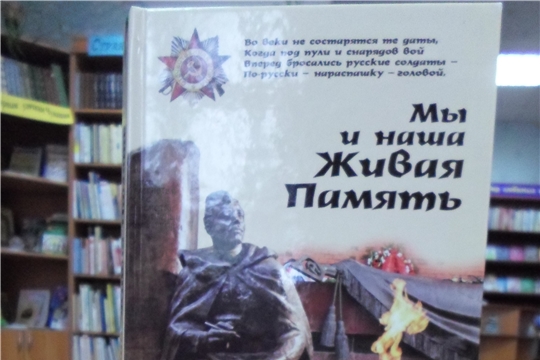 Во веки не состарятся те даты,
Когда под пули и снарядов вой
Вперед бросались русские солдаты –
По-русски – нараспашку – головой.
Мы
и наша
Живая
Память